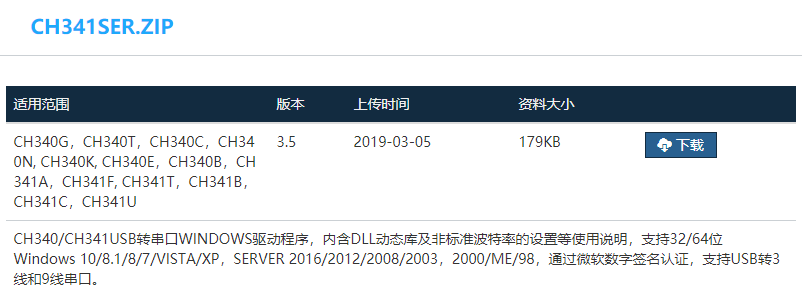 CH341SER.ZIP
适用范围 版本 上传时间 资料大小
CH340G，CH340T，CH340C，CH34 3.5 2019-03-05 179KB 下载
0N, CH340K, CH340E，CH340B，CH
341A，CH341F, CH341T，CH341B，
CH341C，CH341U
CH340/CH341USB转串口WINDOWS驱动程序，内含DLL动态库及非标准波特率的设置等使用说明，支持32/64位
Windows 10/8.1/8/7/VISTA/XP，SERVER 2016/2012/2008/2003，2000/ME/98，通过微软数字签名认证，支持USB转3
线和9线串口。